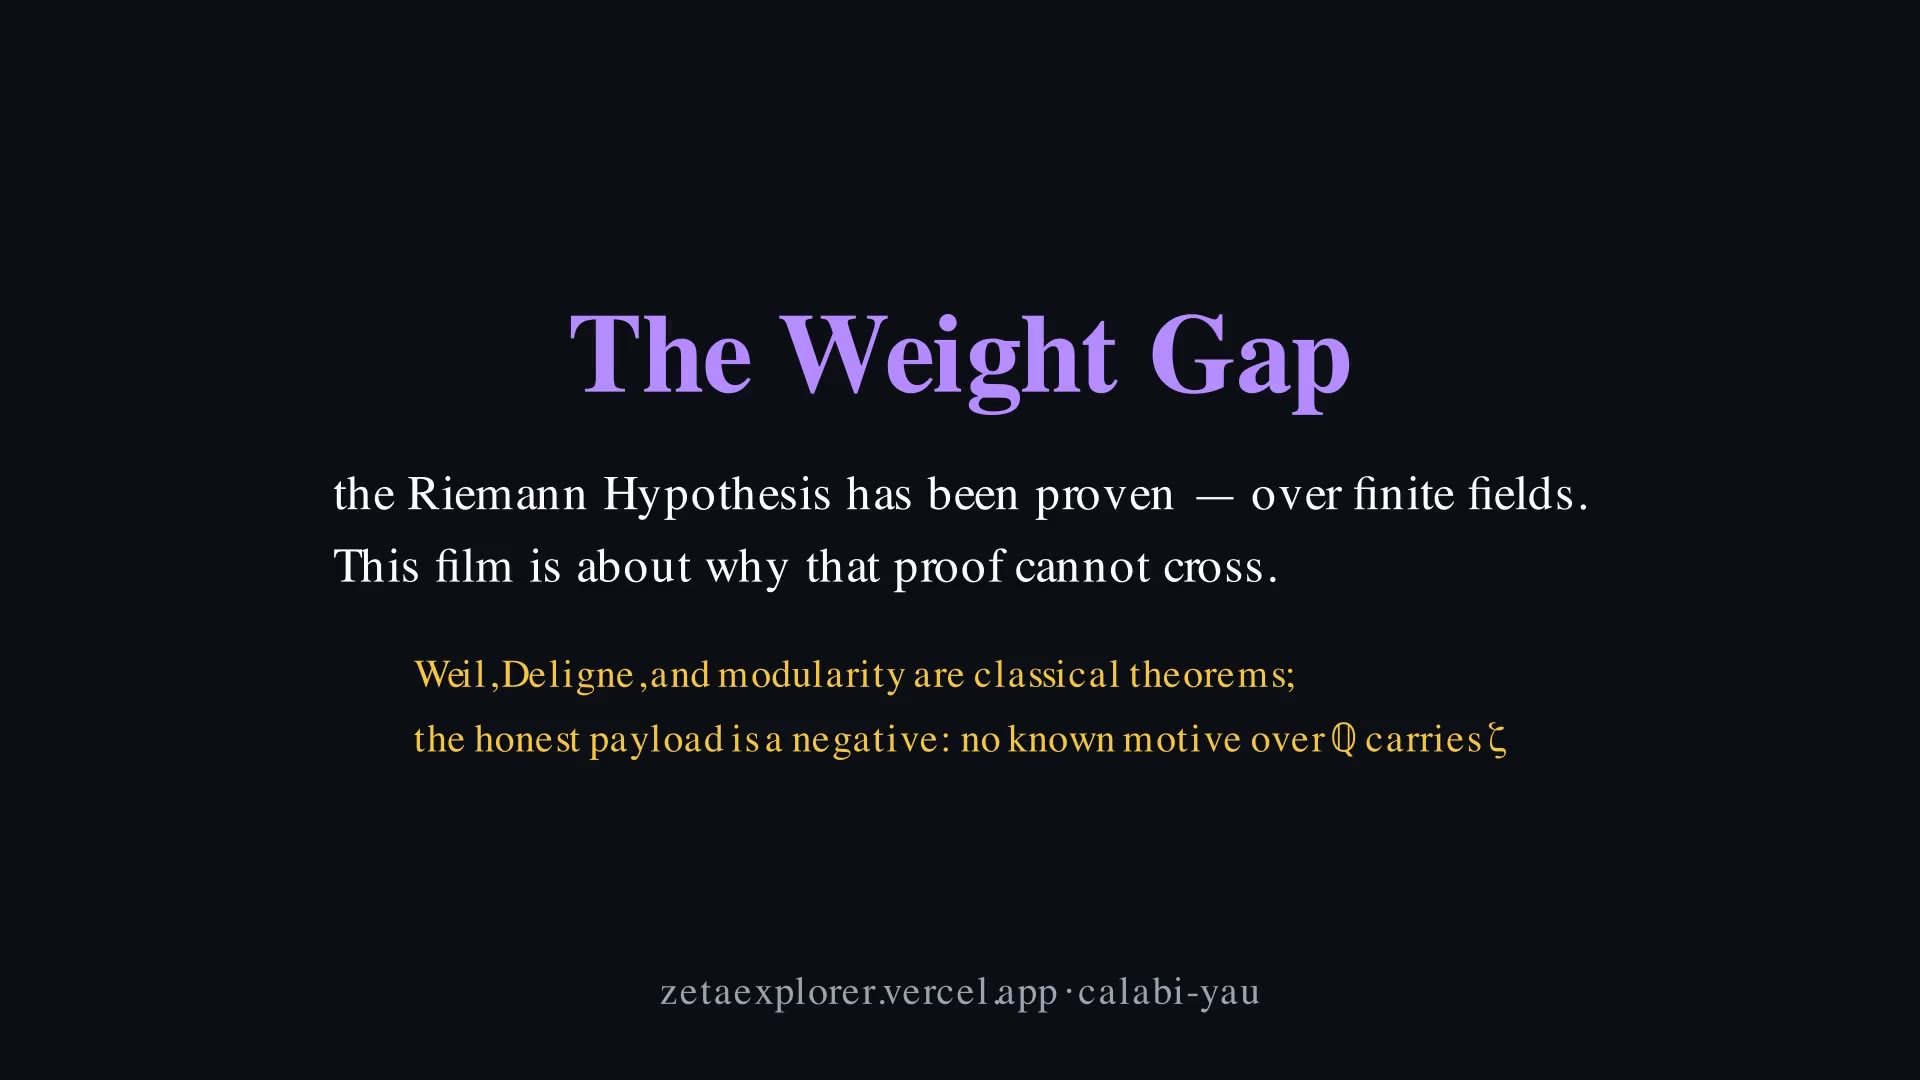 The Weight Gap
the Riemann Hypothesis has been proven — over finite fields.
This film is about why that proof cannot cross.
Weil, Deligne, and modularity are classical theorems;
the honest payload is a negative: no known motive over ℚ carries ζ
zetaexplorer.vercel.app · calabi-yau